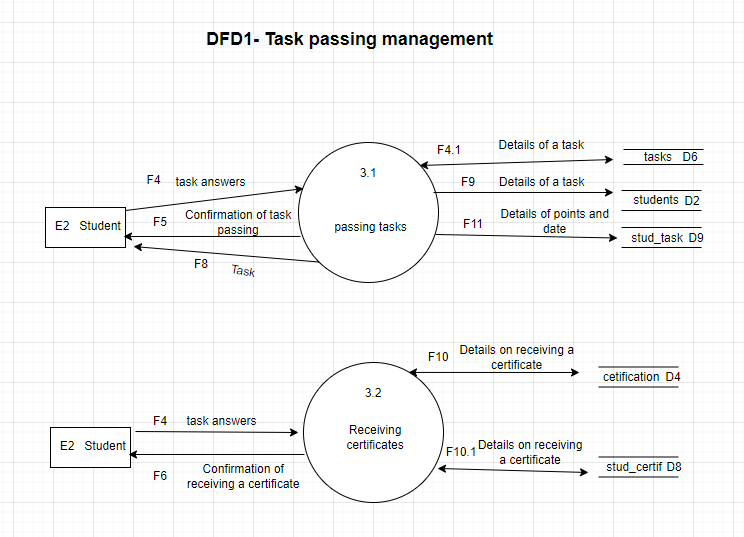 DFD1- Task passing management
F4 task answers
F5 Confirmation of task
passing
F8 Task
E2 Student
3.1
passing tasks
F4.1 Details of a task
F9 Details of a task
F11 Details of points and
date
tasks D6
students D2
stud_task D9
F4 task answers
E2 Student
F6 Confirmation of
receiving a certificate
3.2
Receiving
certificates
F10 Details on receiving a
certificate
F10.1 Details on receiving
a certificate
cetification D4
stud_certif D8